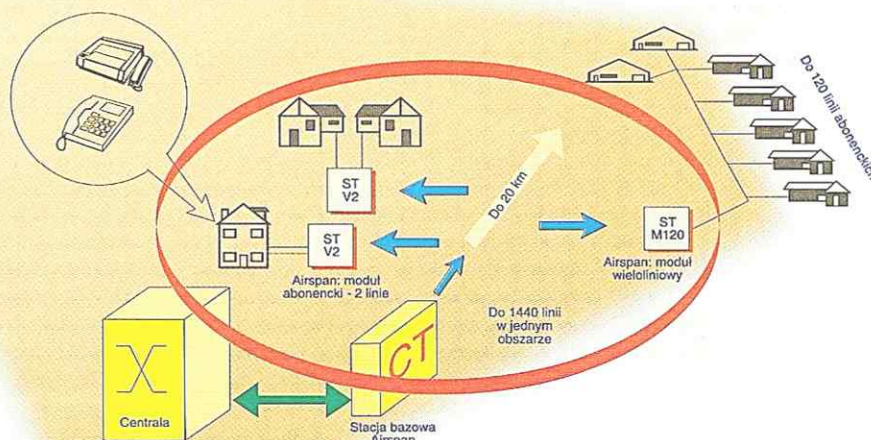 Do 120 linii abonenckich
ST
V2
Do 20 km
ST
V2
ST
M120
Airspan: moduł
abonencki - 2 linie
Airspan: moduł
wieloliniowy
Do 1440 linii
w jednym
obszarze
CT
Centrala
Stacja bazowa
Airspan